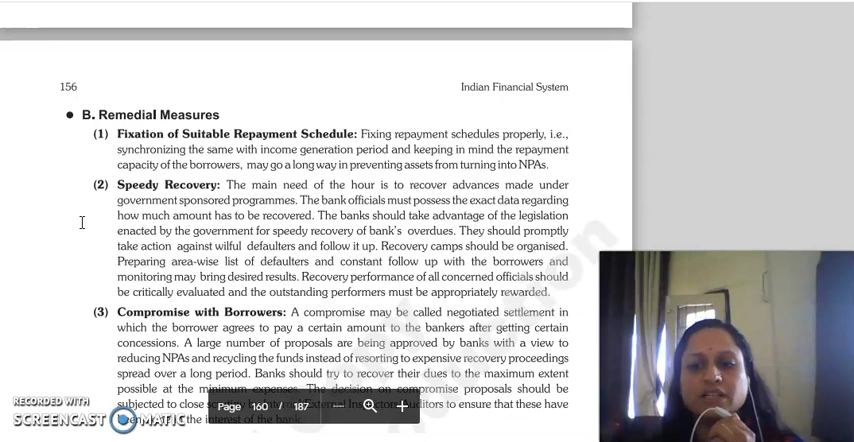 156
Indian Financial System
• B. Remedial Measures
(1) Fixation of Suitable Repayment Schedule: Fixing repayment schedules properly, i.e.,
synchronizing the same with income generation period and keeping in mind the repayment
capacity of the borrowers, may go a long way in preventing assets from turning into NPAs.
(2) Speedy Recovery: The main need of the hour is to recover advances made under
government sponsored programmes. The bank officials must possess the exact data regarding
how much amount has to be recovered. The banks should take advantage of the legislation
enacted by the government for speedy recovery of bank's overdues. They should promptly
take action against wilful defaulters and follow it up. Recovery camps should be organised.
Preparing area-wise list of defaulters and constant follow up with the borrowers and
monitoring may bring desired results. Recovery performance of all concerned officials should
be critically evaluated and the outstanding performers must be appropriately rewarded.
(3) Compromise with Borrowers: A compromise may be called negotiated settlement in
which the borrower agrees to pay a certain amount to the bankers after getting certain
concessions. A large number of proposals are being approved by banks with a view to
reducing NPAs and recycling the funds instead of resorting to expensive recovery proceedings
spread over a long period. Banks should try to recover their dues to the maximum extent
possible at the minimum expenses. The decision on compromise proposals should be
subjected to close External auditors to ensure that these have
the interest of the bank.
Page 160 / 187
RECORDED WITH
SCREENCAST MATIC